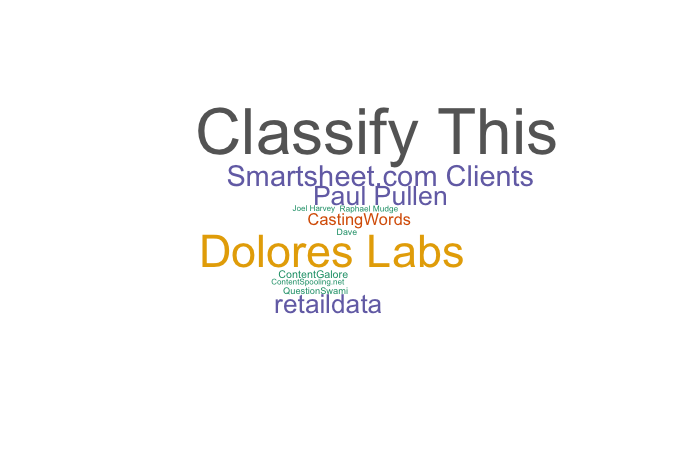 Classify This
Smartsheet.com Clients
Paul Pullen
Joel Harvey Raphael Mudge
CastingWords
Dave
Dolores Labs
ContentGalore
ContentSpooling.net
QuestionSwami
retaildata